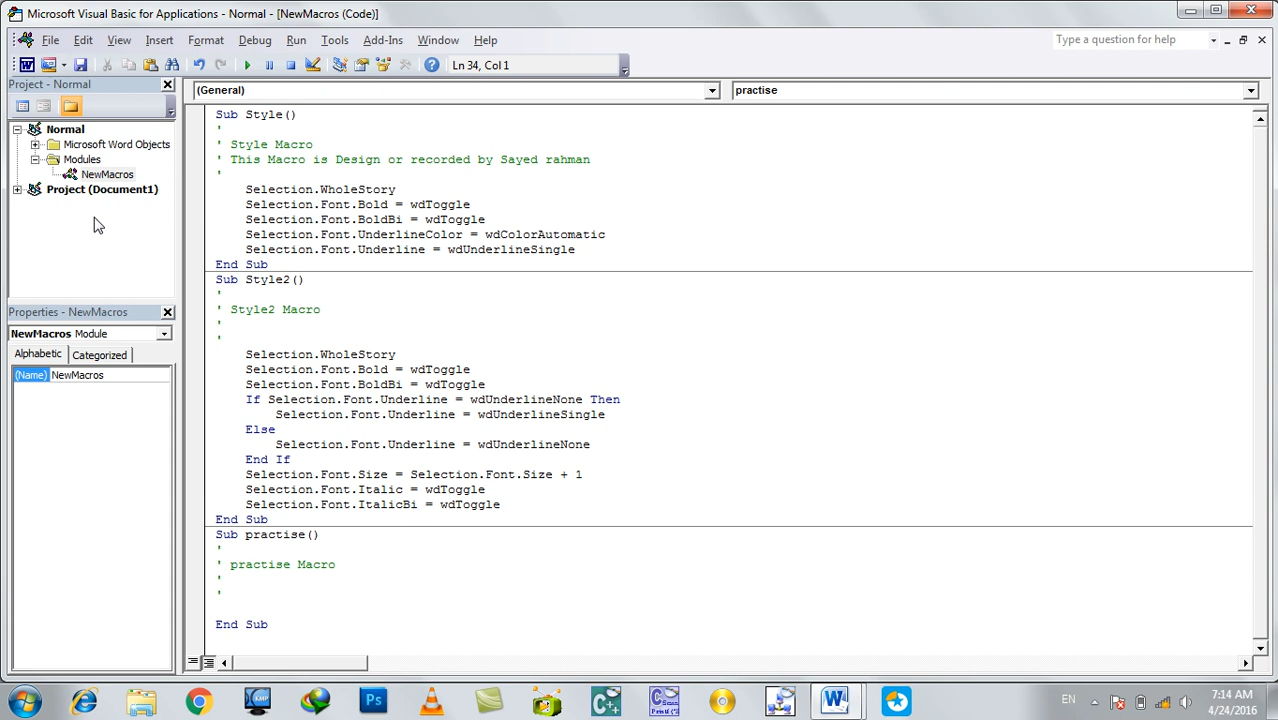 Microsoft Visual Basic for Applications - Normal - [NewMacros (Code)]
File Edit View Insert Format Debug Run Tools Add-Ins Window Help
Type a question for help
Ln 34, Col 1
Project - Normal
(General)
practise
Normal
Microsoft Word Objects
Modules
NewMacros
Project (Document1)
Properties - NewMacros
NewMacros Module
Alphabetic Categorized
(Name) NewMacros
Sub Style()
'
' Style Macro
' This Macro is Design or recorded by Sayed rahman
'
Selection.WholeStory
Selection.Font.Bold = wdToggle
Selection.Font.BoldBi = wdToggle
Selection.Font.UnderlineColor = wdColorAutomatic
Selection.Font.Underline = wdUnderlineSingle
End Sub
Sub Style2()
'
' Style2 Macro
'
'
Selection.WholeStory
Selection.Font.Bold = wdToggle
Selection.Font.BoldBi = wdToggle
If Selection.Font.Underline = wdUnderlineNone Then
Selection.Font.Underline = wdUnderlineSingle
Else
Selection.Font.Underline = wdUnderlineNone
End If
Selection.Font.Size = Selection.Font.Size + 1
Selection.Font.Italic = wdToggle
Selection.Font.ItalicBi = wdToggle
End Sub
Sub practise()
'
' practise Macro
'
'
End Sub
EN
7:14 AM
4/24/2016